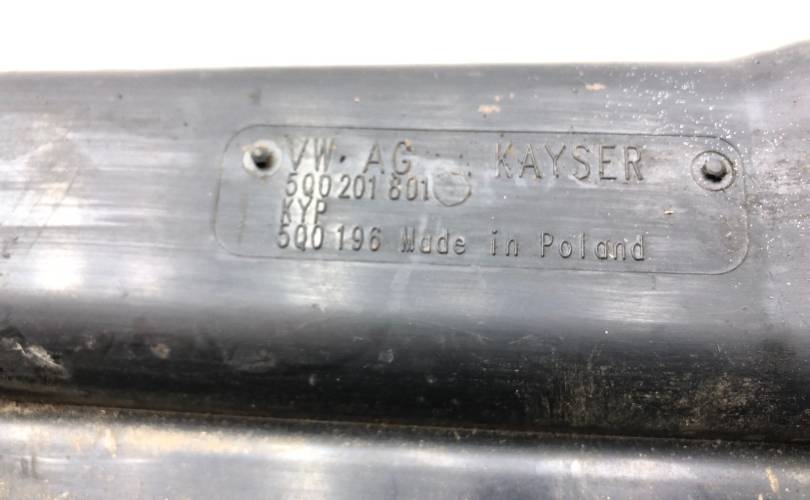 VW AG KAYSER
5Q0 201 801
KYP
5Q0 196 Made in Poland